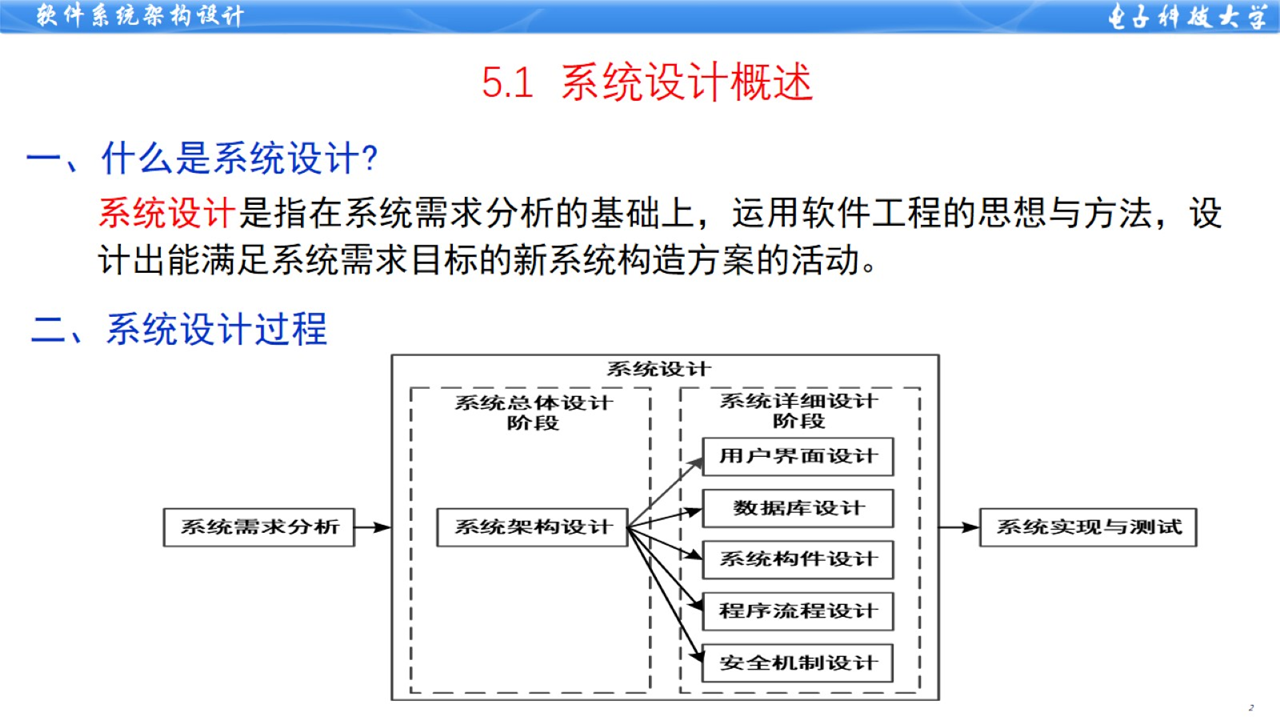 软件系统架构设计
电子科技大学
5.1 系统设计概述
一、什么是系统设计?
系统设计是指在系统需求分析的基础上，运用软件工程的思想与方法，设
计出能满足系统需求目标的新系统构造方案的活动。
二、系统设计过程
系统设计
系统总体设计
阶段
系统详细设计
阶段
用户界面设计
数据库设计
系统需求分析
系统架构设计
系统构件设计
系统实现与测试
程序流程设计
安全机制设计
2